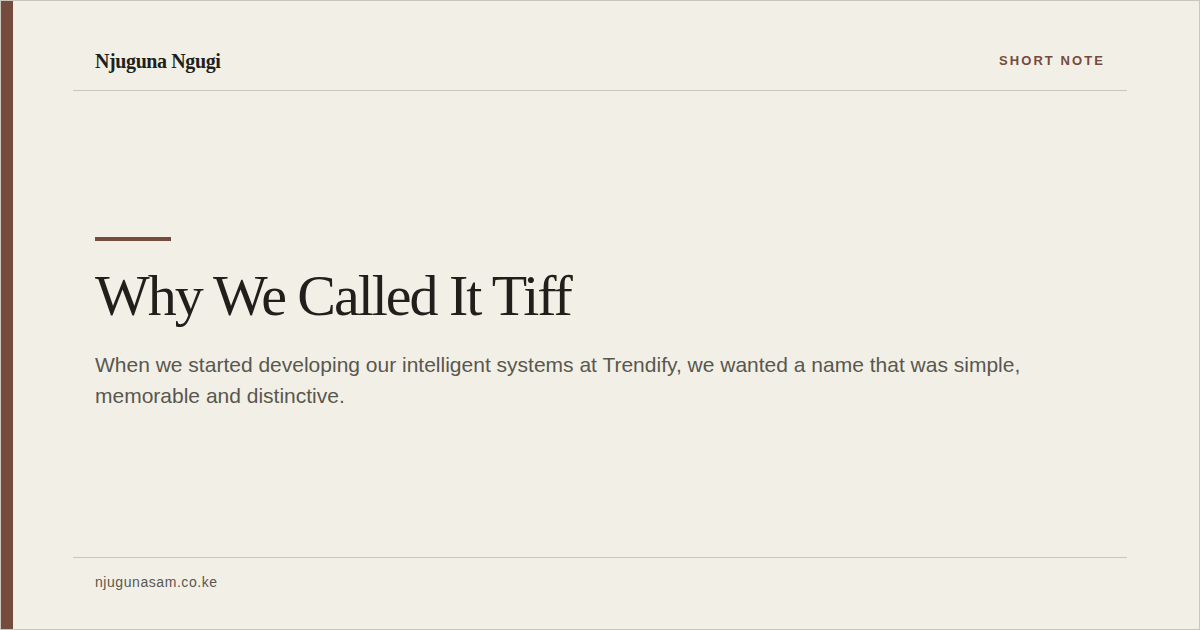 Njuguna Ngugi
SHORT NOTE
Why We Called It Tiff
When we started developing our intelligent systems at Trendify, we wanted a name that was simple,
memorable and distinctive.
njugunasam.co.ke